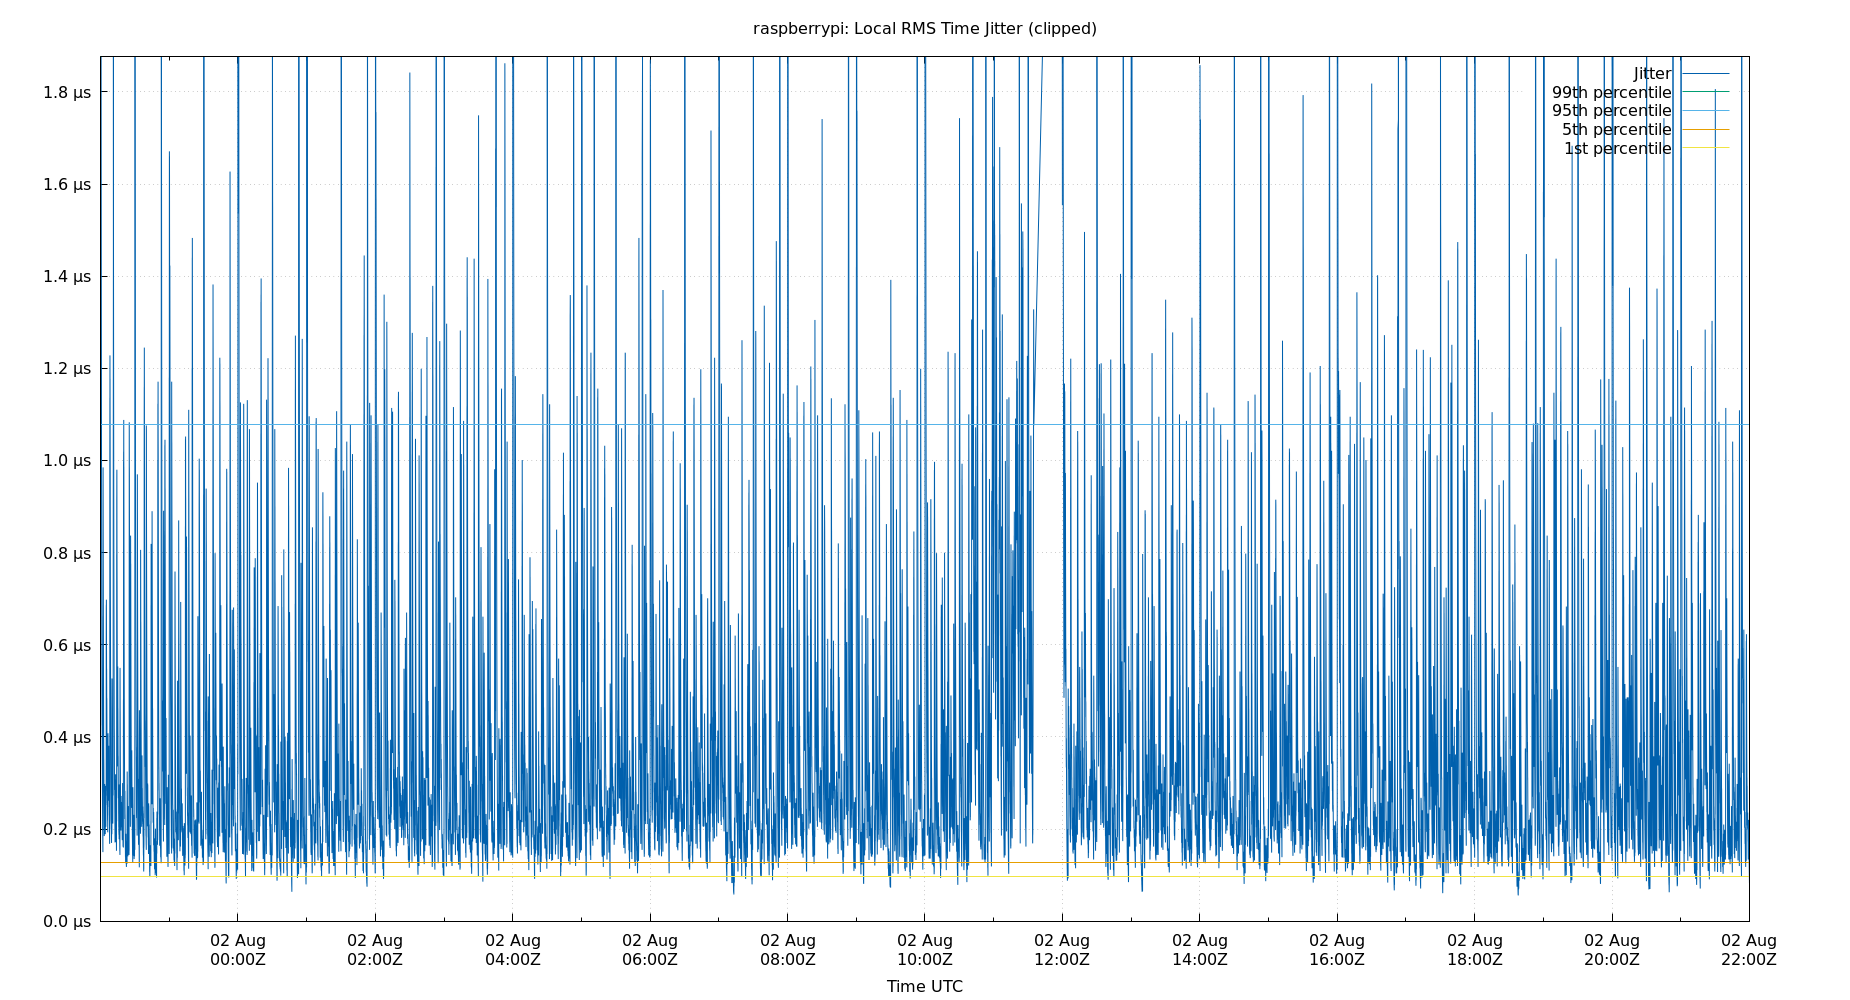 raspberrypi: Local RMS Time Jitter (clipped)
Jitter
99th percentile
95th percentile
5th percentile
1st percentile
1.8 µs
1.6 µs
1.4 µs
1.2 µs
1.0 µs
0.8 µs
0.6 µs
0.4 µs
0.2 µs
0.0 µs
02 Aug 02 Aug 02 Aug 02 Aug 02 Aug 02 Aug 02 Aug 02 Aug 02 Aug 02 Aug 02 Aug 02 Aug
00:00Z 02:00Z 04:00Z 06:00Z 08:00Z 10:00Z 12:00Z 14:00Z 16:00Z 18:00Z 20:00Z 22:00Z
Time UTC